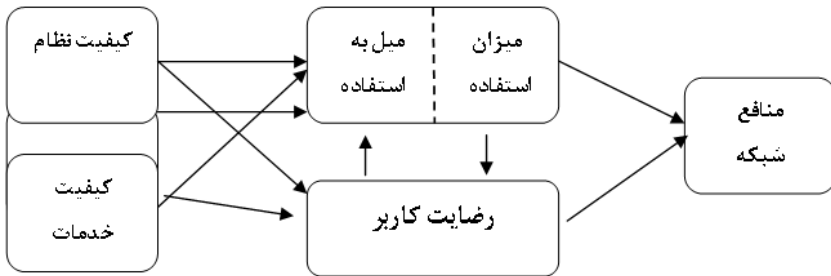 کیفیت نظام
میل به
استفاده
میزان
استفاده
منافع
شبکه
کیفیت
خدمات
رضایت کاربر